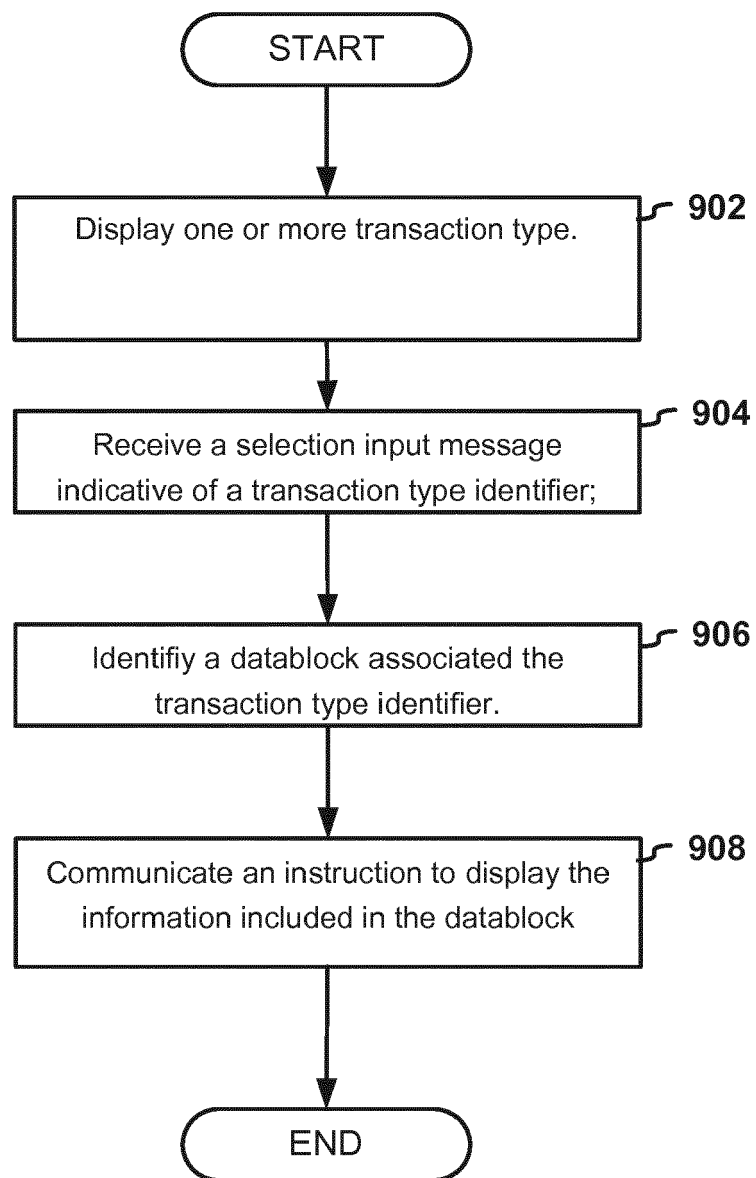 START
902
Display one or more transaction type.
904
Receive a selection input message
indicative of a transaction type identifier;
906
Identifiy a datablock associated the
transaction type identifier.
908
Communicate an instruction to display the
information included in the datablock
END